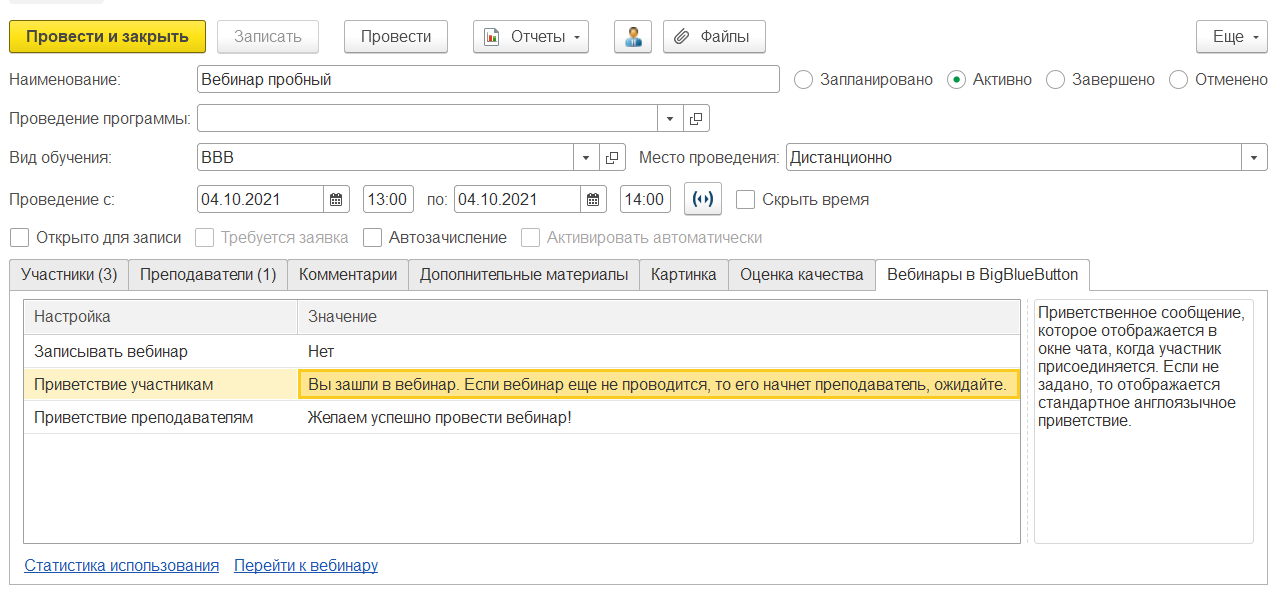 Провести и закрыть Записать Провести Отчеты Файлы Еще
Наименование: Вебинар пробный Запланировано Активно Завершено Отменено
Проведение программы:
Вид обучения: BBB Место проведения: Дистанционно
Проведение с: 04.10.2021 13:00 по: 04.10.2021 14:00 Скрыть время
Открыто для записи Требуется заявка Автозачисление Активировать автоматически
Участники (3) Преподаватели (1) Комментарии Дополнительные материалы Картинка Оценка качества Вебинары в BigBlueButton
Настройка Значение
Записывать вебинар Нет
Приветствие участникам Вы зашли в вебинар. Если вебинар еще не проводится, то его начнет преподаватель, ожидайте.
Приветствие преподавателям Желаем успешно провести вебинар!
Приветственное сообщение,
которое отображается в
окне чата, когда участник
присоединяется. Если не
задано, то отображается
стандартное англоязычное
приветствие.
Статистика использования Перейти к вебинару